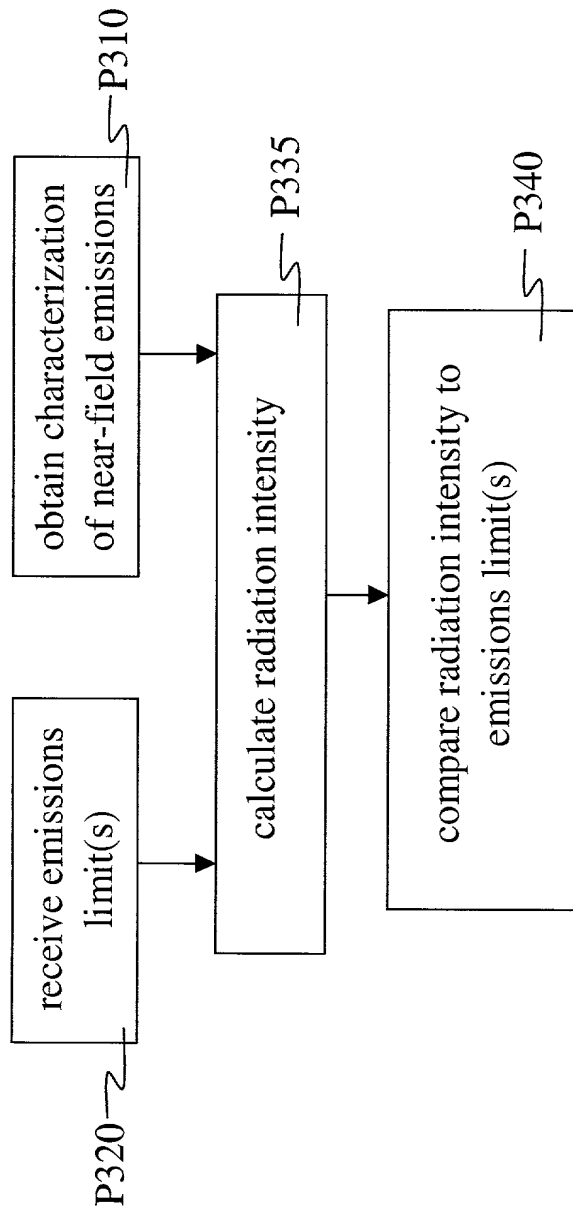 P320
receive emissions
limit(s)
obtain characterization
of near-field emissions
P310
calculate radiation intensity
P335
compare radiation intensity to
emissions limit(s)
P340